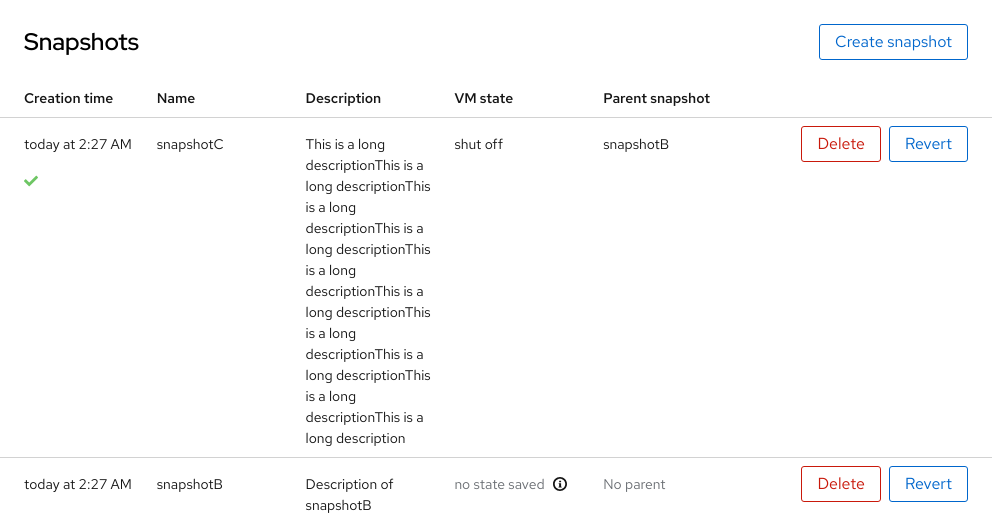 Snapshots
Create snapshot
Creation time Name Description VM state Parent snapshot
today at 2:27 AM snapshotC This is a long shut off snapshotB Delete Revert
descriptionThis is a
long descriptionThis
is a long
descriptionThis is a
long descriptionThis
is a long
descriptionThis is a
long descriptionThis
is a long
descriptionThis is a
long descriptionThis
is a long
descriptionThis is a
long description
today at 2:27 AM snapshotB Description of no state saved No parent Delete Revert
snapshotB